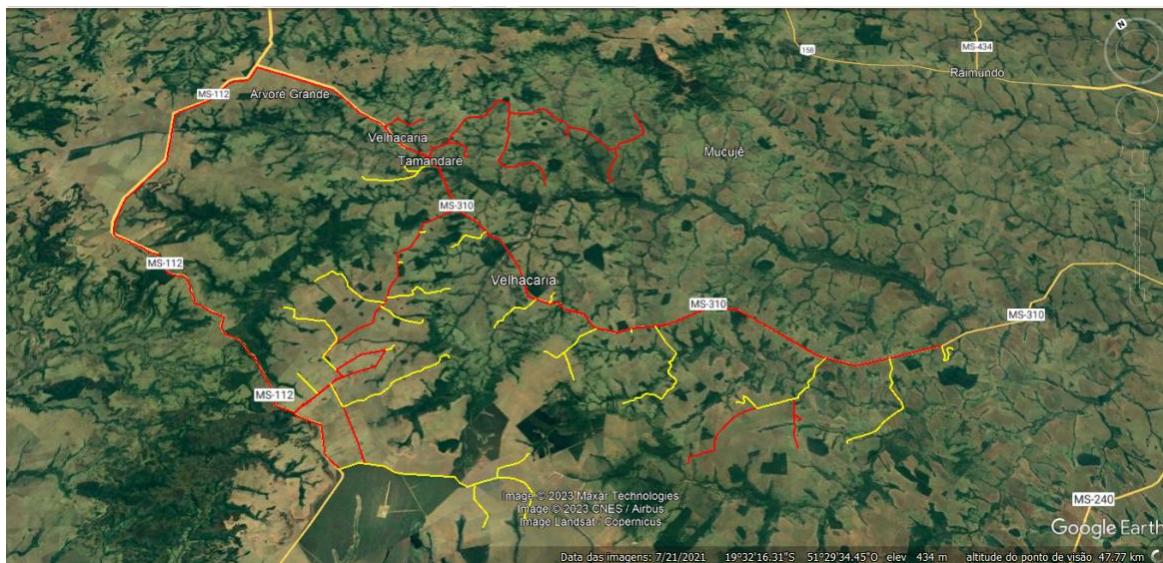 N
158
MS-434
Raimundo
MS-112
Arvore Grande
Velhacaria
Tamandaré
Mucujê
MS-310
MS-112
Velhacaria
MS-310
MS-310
MS-112
MS-240
Image © 2023 Maxar Technologies
Image © 2023 CNES / Airbus
Image Landsat / Copernicus
Google Earth
Data das imagens: 7/21/2021 19°32'16.31"S 51°29'34.45"O elev 434 m altitude do ponto de visão 47.77 km